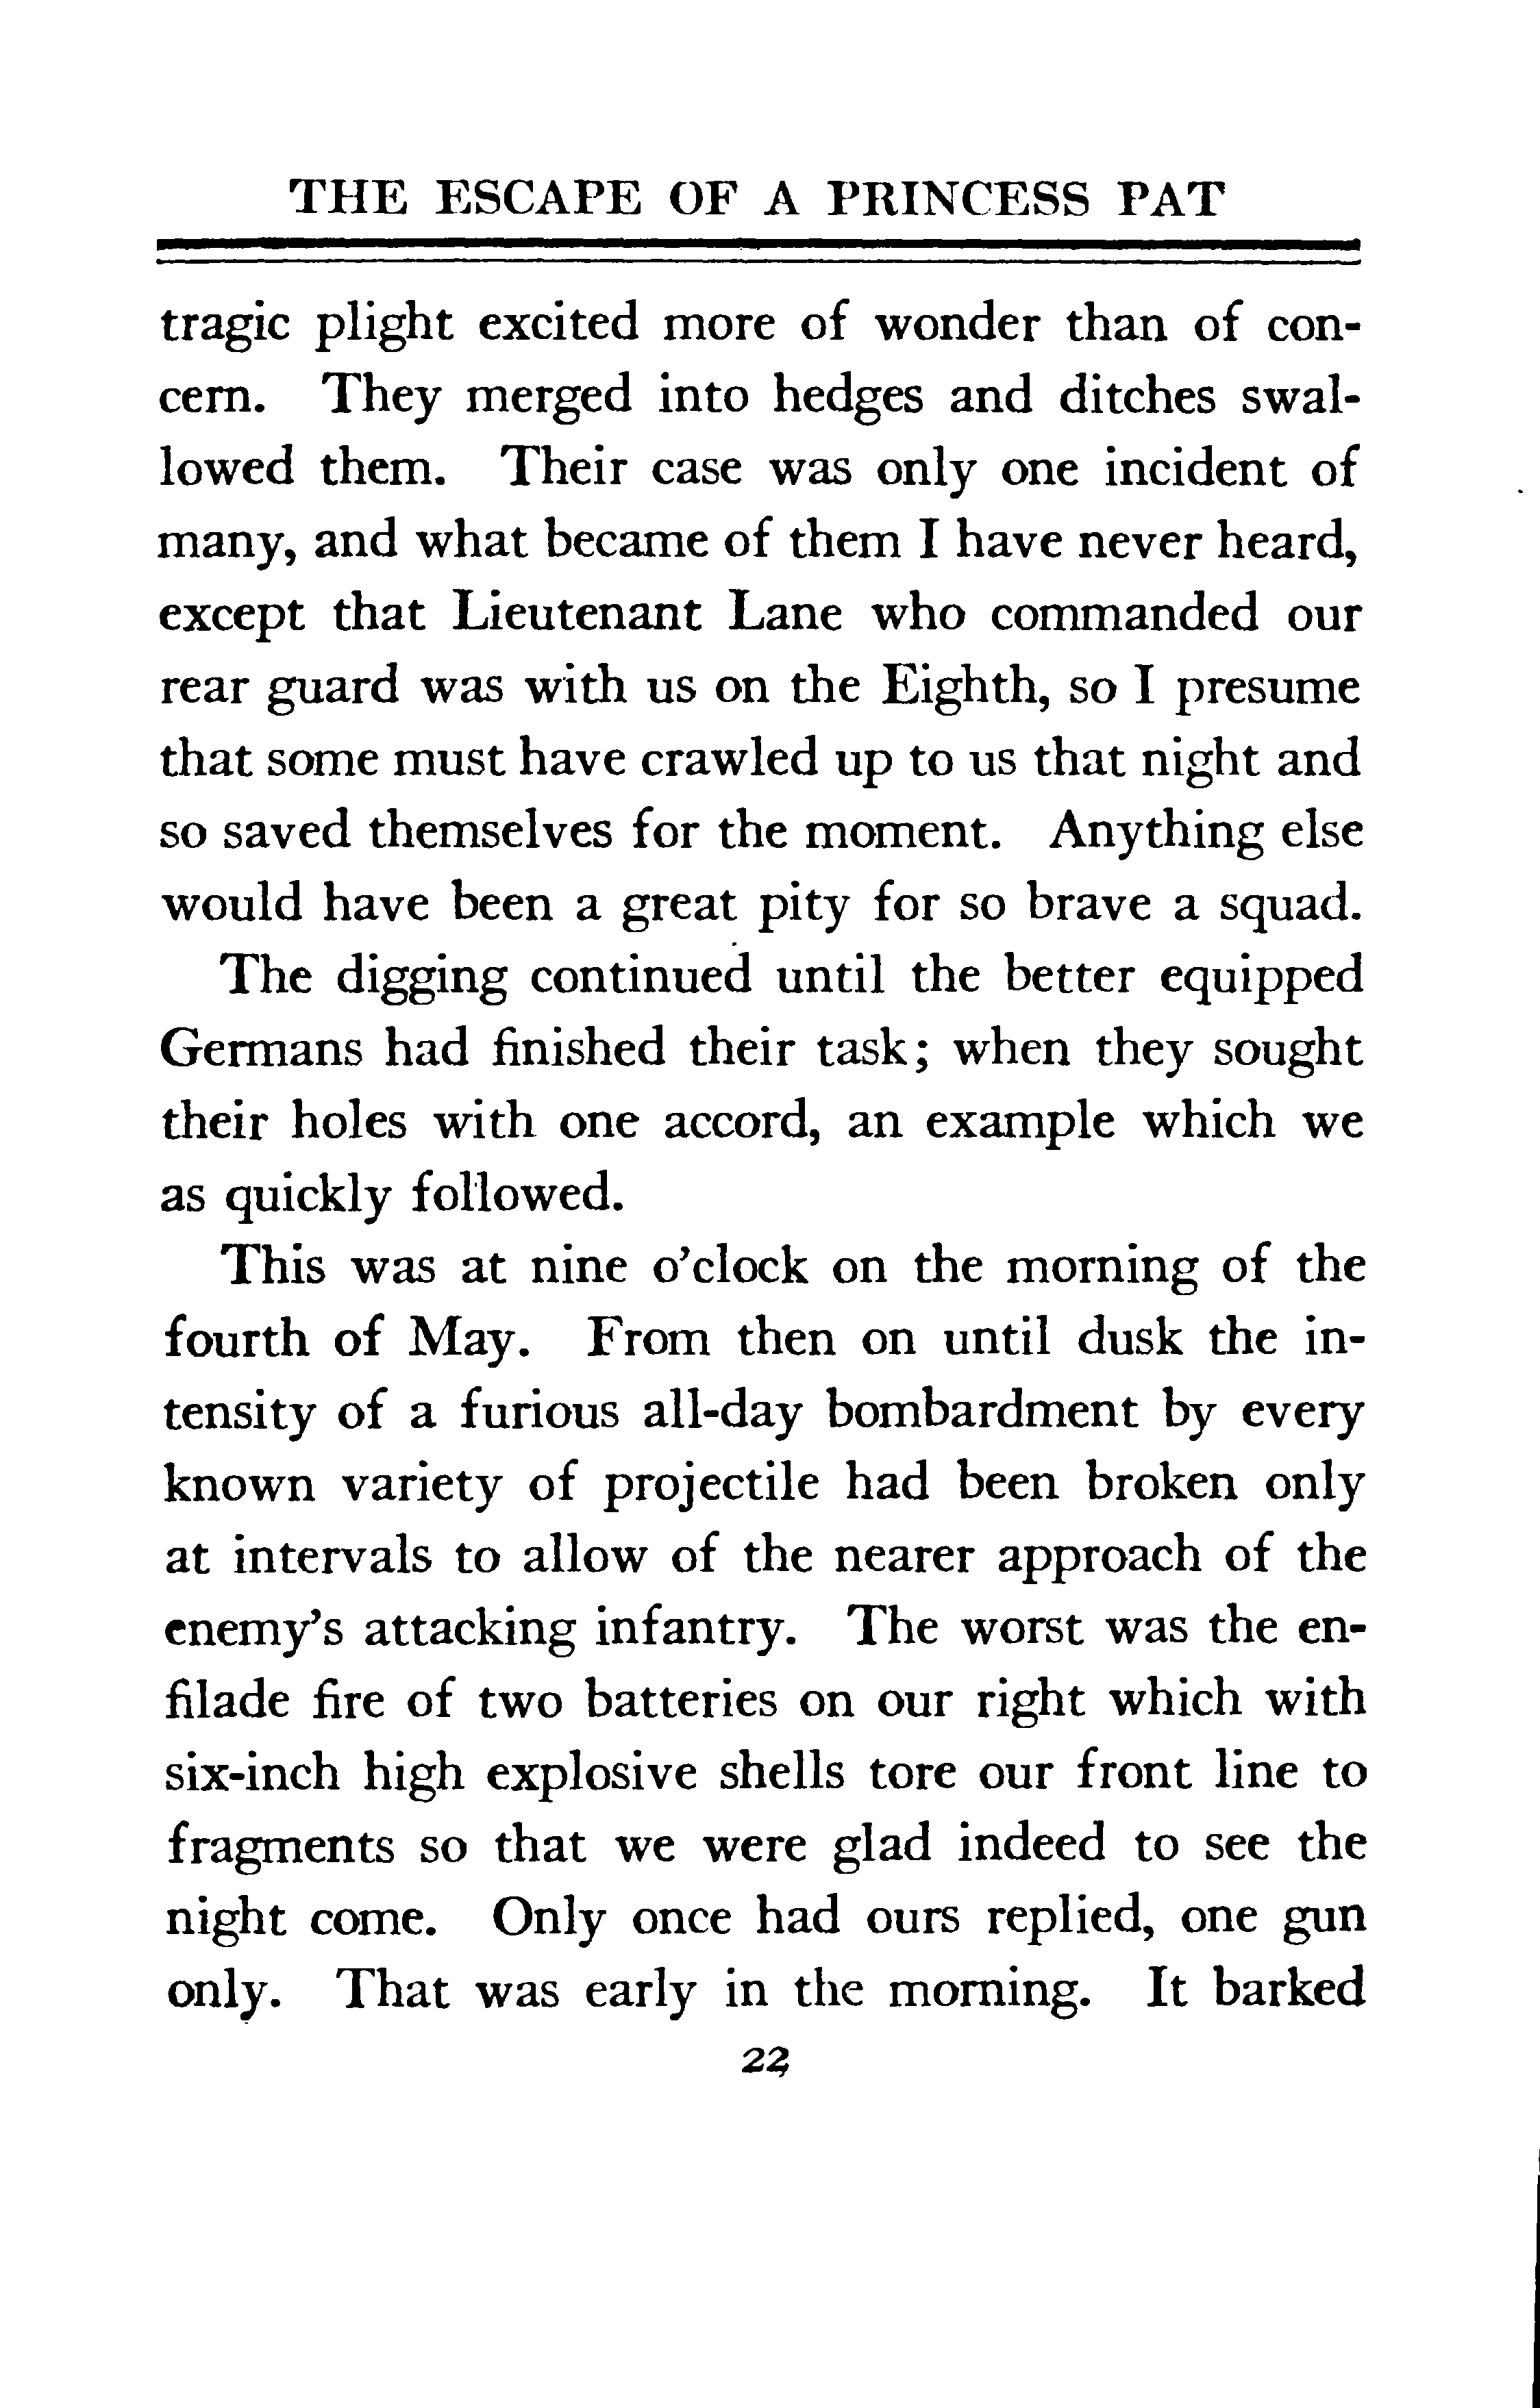 THE ESCAPE OF A PRINCESS PAT
tragic plight excited more of wonder than of con-
cern. They merged into hedges and ditches swal-
lowed them. Their case was only one incident of
many, and what became of them I have never heard,
except that Lieutenant Lane who commanded our
rear guard was with us on the Eighth, so I presume
that some must have crawled up to us that night and
so saved themselves for the moment. Anything else
would have been a great pity for so brave a squad.
The digging continued until the better equipped
Germans had finished their task; when they sought
their holes with one accord, an example which we
as quickly followed.
This was at nine o'clock on the morning of the
fourth of May. From then on until dusk the in-
tensity of a furious all-day bombardment by every
known variety of projectile had been broken only
at intervals to allow of the nearer approach of the
enemy's attacking infantry. The worst was the en-
filade fire of two batteries on our right which with
six-inch high explosive shells tore our front line to
fragments so that we were glad indeed to see the
night come. Only once had ours replied, one gun
only. That was early in the morning. It barked
22